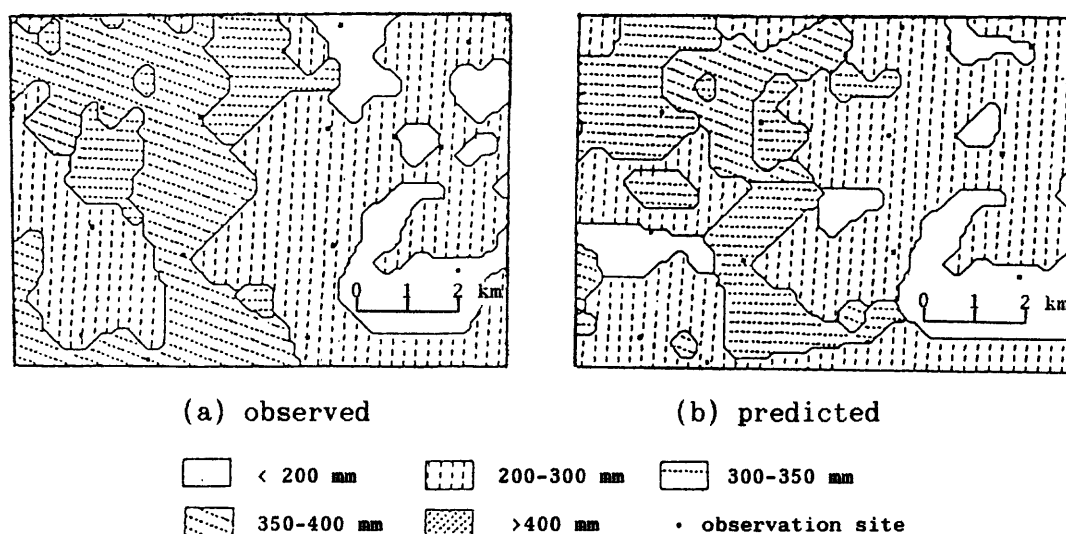 0 1 2 km
0 1 2 km
(a) observed (b) predicted
< 200 mm 200-300 mm 300-350 mm
350-400 mm >400 mm • observation site